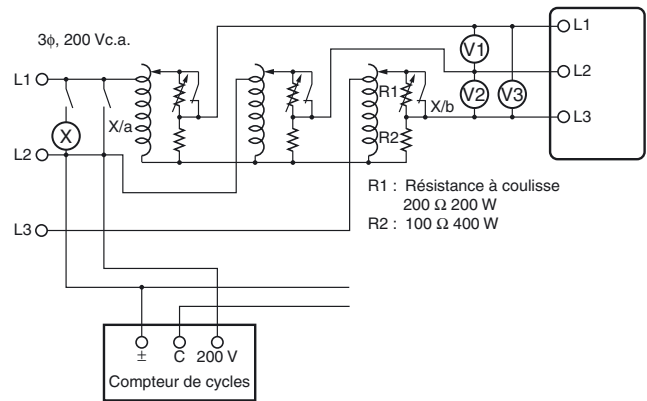 3ϕ, 200 Vc.a.
L1
L2
L3
X
X/a
R1
R2
X/b
V1
V2
V3
L1
L2
L3
R1 : Résistance à coulisse
200 Ω 200 W
R2 : 100 Ω 400 W
± C 200 V
Compteur de cycles